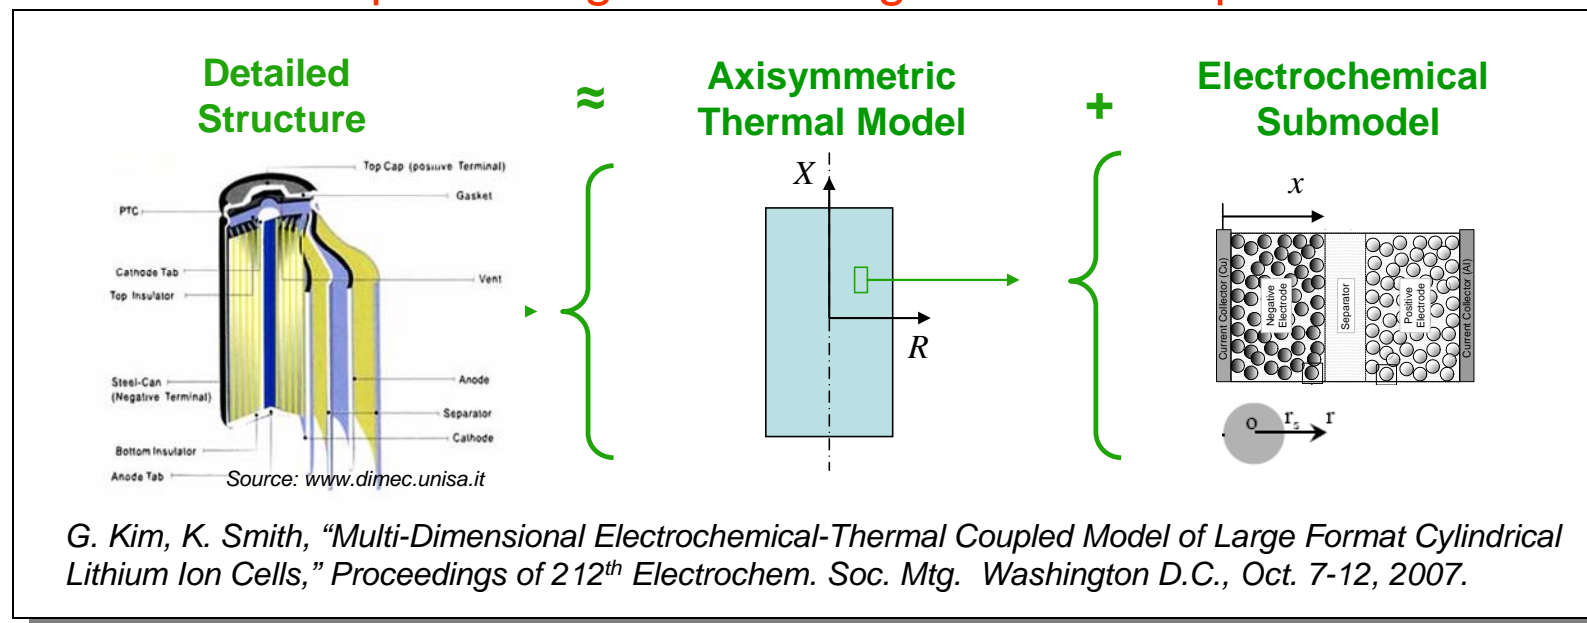 Detailed
Structure
≈
Axisymmetric
Thermal Model
+
Electrochemical
Submodel
Top Cap (positive Terminal)
Gasket
PTC
Cathode Tab
Top Insulator
Vent
Steel-Can
(Negative Terminal)
Anode
Separator
Cathode
Bottom Insulator
Anode Tab
Source: www.dimec.unisa.it
X
R
x
Current Collector (Cu)
Negative
Electrode
Separator
Positive
Electrode
Current Collector (Al)
o
r_s
r
G. Kim, K. Smith, “Multi-Dimensional Electrochemical-Thermal Coupled Model of Large Format Cylindrical
Lithium Ion Cells,” Proceedings of 212th Electrochem. Soc. Mtg. Washington D.C., Oct. 7-12, 2007.